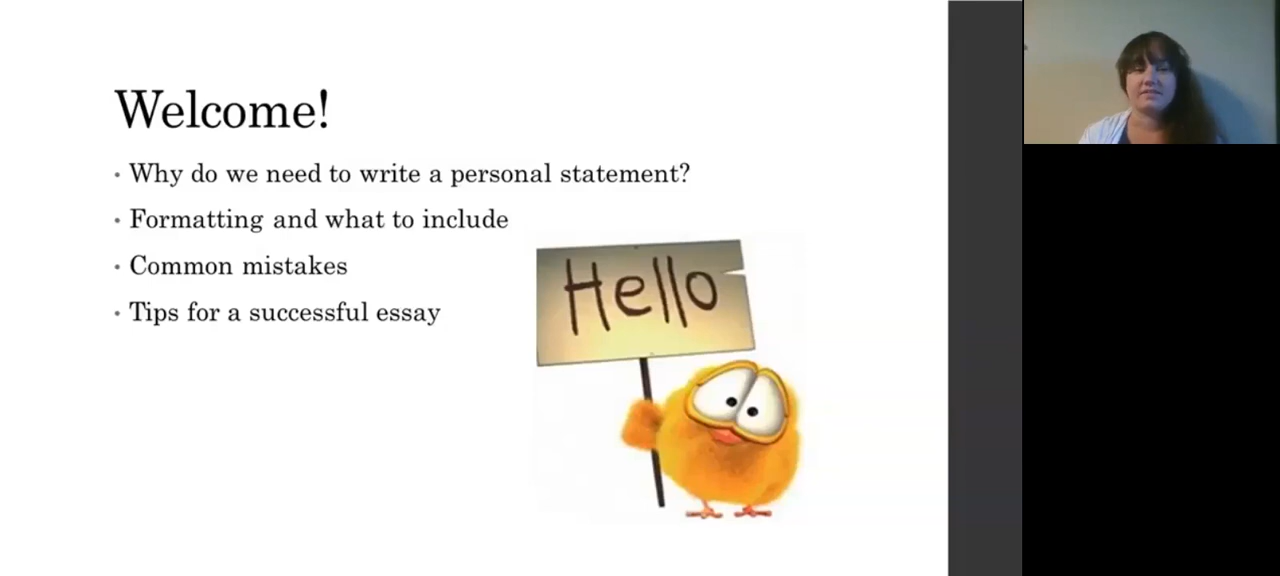 Welcome!
• Why do we need to write a personal statement?
• Formatting and what to include
• Common mistakes
• Tips for a successful essay
Hello